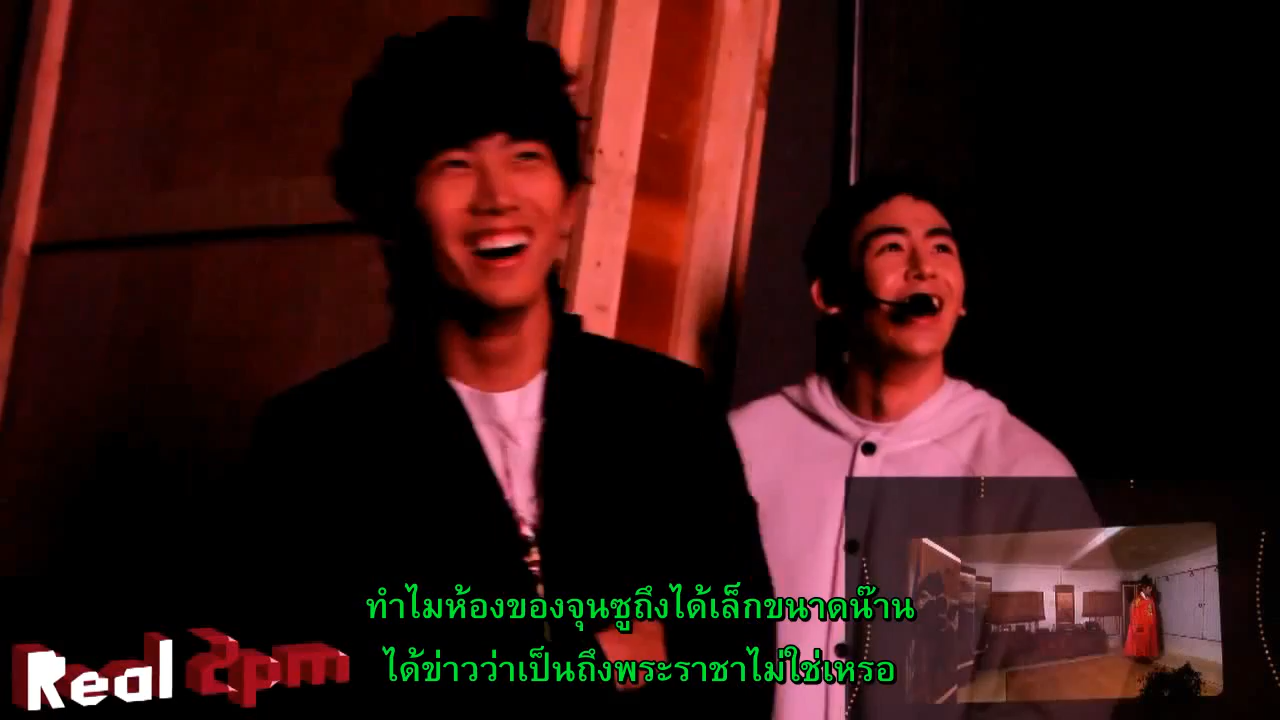 ทำไมห้องของจุนซูถึงได้เล็กขนาดน๊าน
ได้ข่าวว่าเป็นถึงพระราชาไม่ใช่เหรอ
Real 2pm